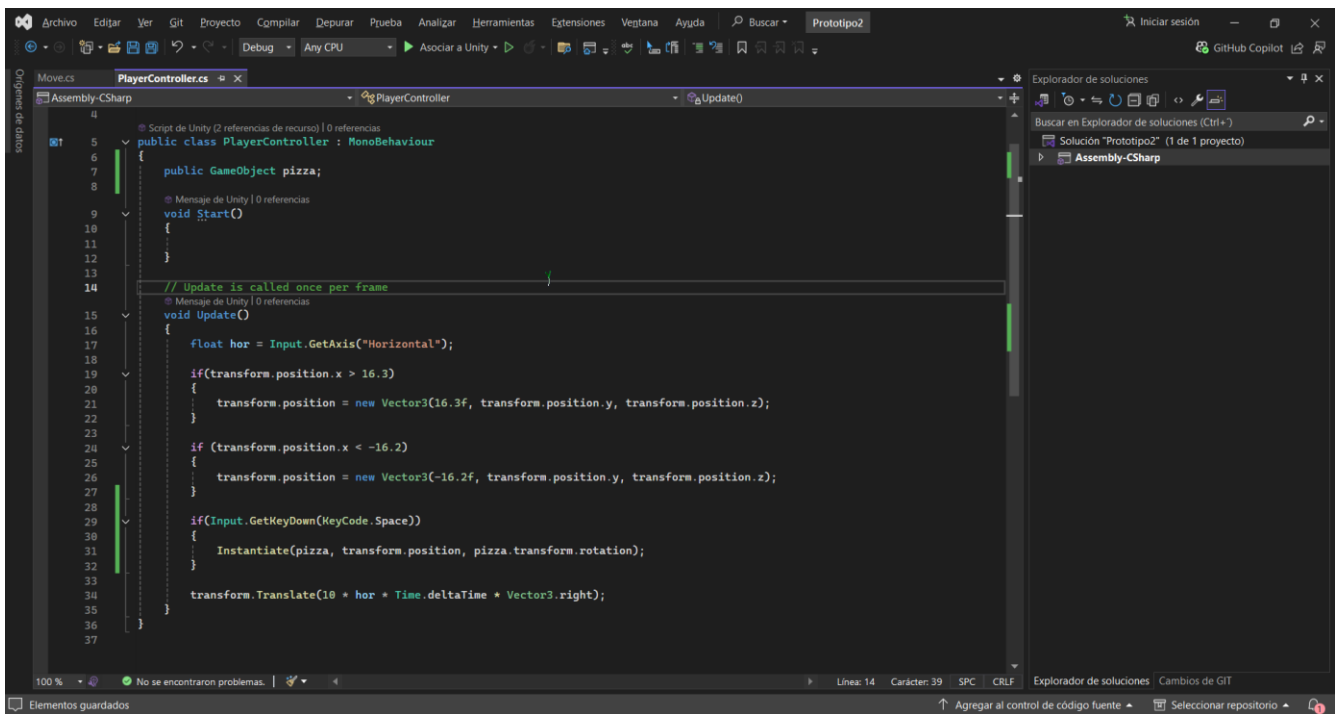 Archivo Editar Ver Git Proyecto Compilar Depurar Prueba Analizar Herramientas Extensiones Ventana Ayuda Buscar Prototipo2 Iniciar sesión
Debug Any CPU Asociar a Unity GitHub Copilot
Orígenes de datos
Move.cs PlayerController.cs
Assembly-CSharp PlayerController Update()
4
Script de Unity (2 referencias de recurso) | 0 referencias
5 public class PlayerController : MonoBehaviour
6 {
7 public GameObject pizza;
8
Mensaje de Unity | 0 referencias
9 void Start()
10 {
11
12 }
13
14 // Update is called once per frame
Mensaje de Unity | 0 referencias
15 void Update()
16 {
17 float hor = Input.GetAxis("Horizontal");
18
19 if(transform.position.x > 16.3)
20 {
21 transform.position = new Vector3(16.3f, transform.position.y, transform.position.z);
22 }
23
24 if (transform.position.x < -16.2)
25 {
26 transform.position = new Vector3(-16.2f, transform.position.y, transform.position.z);
27 }
28
29 if(Input.GetKeyDown(KeyCode.Space))
30 {
31 Instantiate(pizza, transform.position, pizza.transform.rotation);
32 }
33
34 transform.Translate(10 * hor * Time.deltaTime * Vector3.right);
35 }
36 }
37
100 % No se encontraron problemas. Línea: 14 Carácter: 39 SPC CRLF
Explorador de soluciones
Buscar en Explorador de soluciones (Ctrl+´)
Solución "Prototipo2" (1 de 1 proyecto)
Assembly-CSharp
Explorador de soluciones Cambios de GIT
Elementos guardados Agregar al control de código fuente Seleccionar repositorio 1